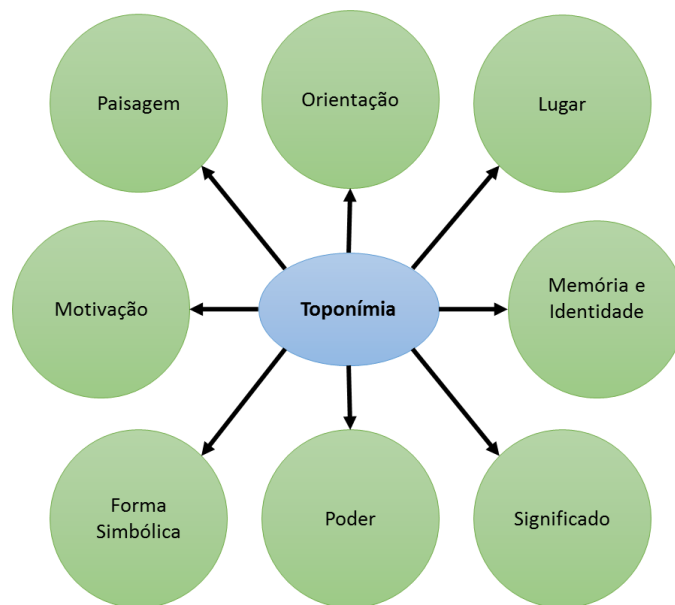 Paisagem
Orientação
Lugar
Motivação
Toponímia
Memória e
Identidade
Forma
Simbólica
Poder
Significado